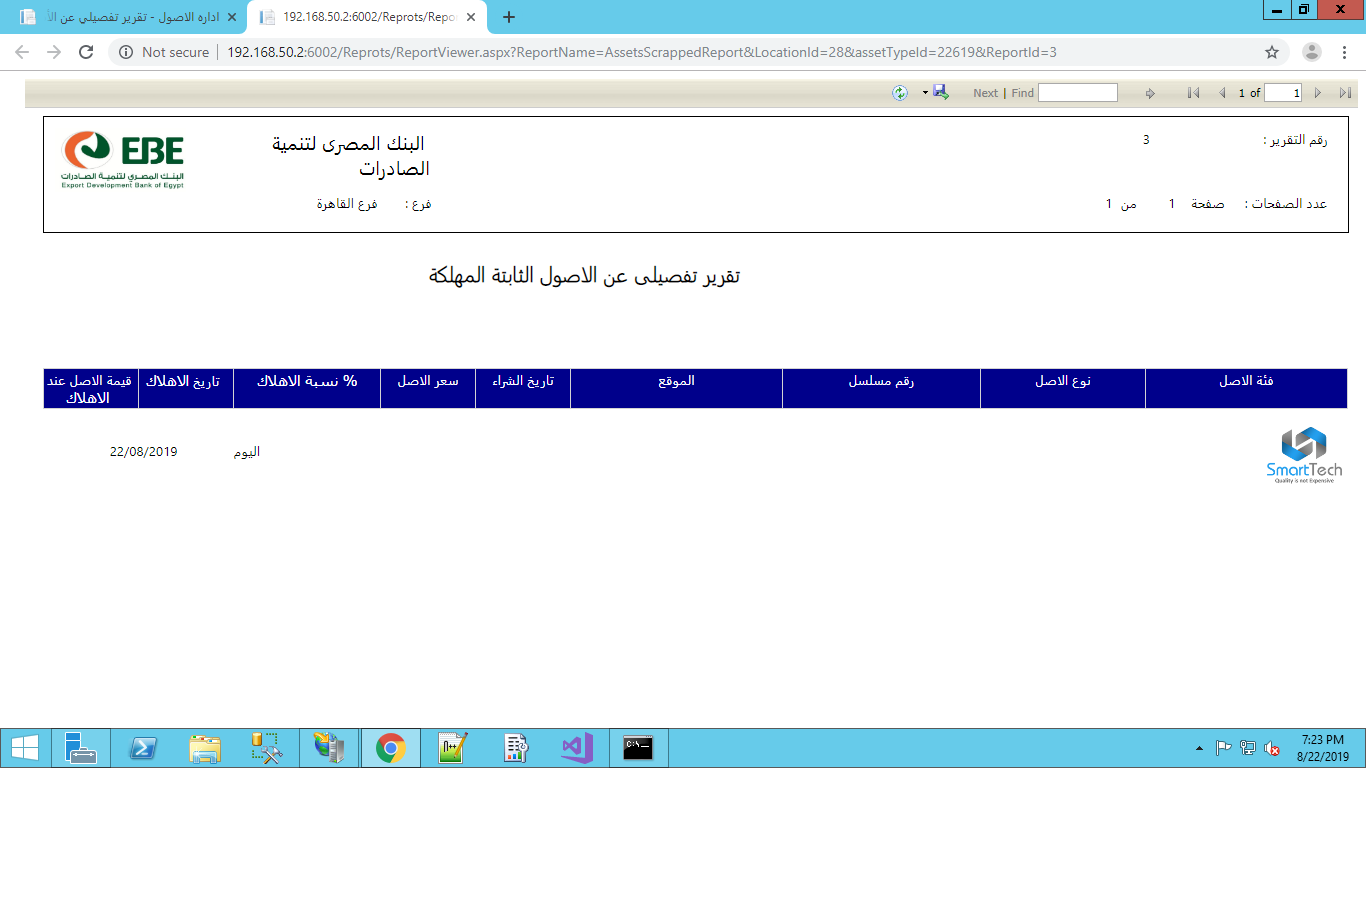 اداره الاصول - تقرير تفصيلي عن الا
192.168.50.2:6002/Reprots/Repo
Not secure
192.168.50.2:6002/Reprots/ReportViewer.aspx?ReportName=AssetsScrappedReport&LocationId=28&assetTypeId=22619&ReportId=3
Next | Find
1 of 1
رقم التقرير : 3
البنك المصرى لتنمية
الصادرات
EBE
البنك المصري لتنمية الصادرات
Export Development Bank of Egypt
عدد الصفحات : صفحة 1 من 1
فرع : فرع القاهرة
تقرير تفصيلى عن الاصول الثابتة المهلكة
فئة الاصل
نوع الاصل
رقم مسلسل
الموقع
تاريخ الشراء
سعر الاصل
% نسبة الاهلاك
تاريخ الاهلاك
قيمة الاصل عند
الاهلاك
اليوم 22/08/2019
SmartTech
Quality is not Expensive
7:23 PM
8/22/2019